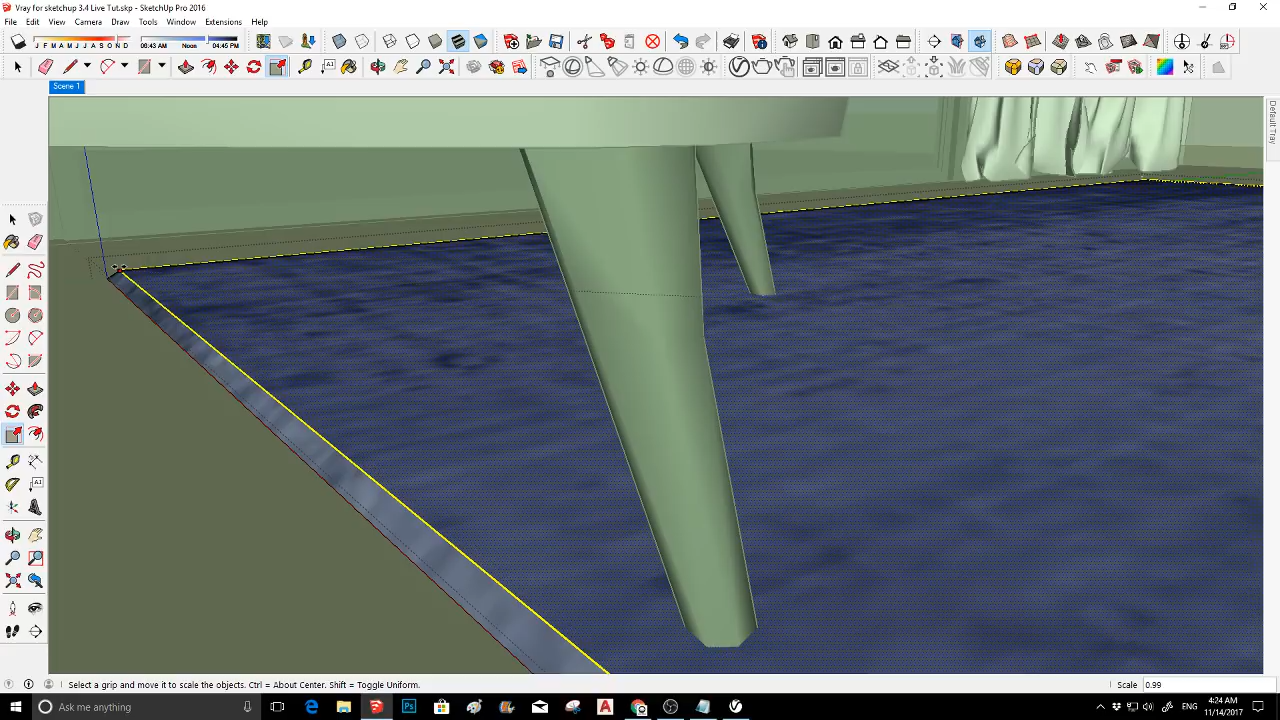 Vray for sketchup 3.4 Live Tut.skp - SketchUp Pro 2016
File Edit View Camera Draw Tools Window Extensions Help
J F M A M J J A S O N D 06:43 AM Noon 04:45 PM
Scene 1
Default Tray
Select a grip and move it to scale the objects. Ctrl = About Center. Shift = Toggle Uniform.
Scale 0.99
Ask me anything
ENG
4:24 AM
11/14/2017